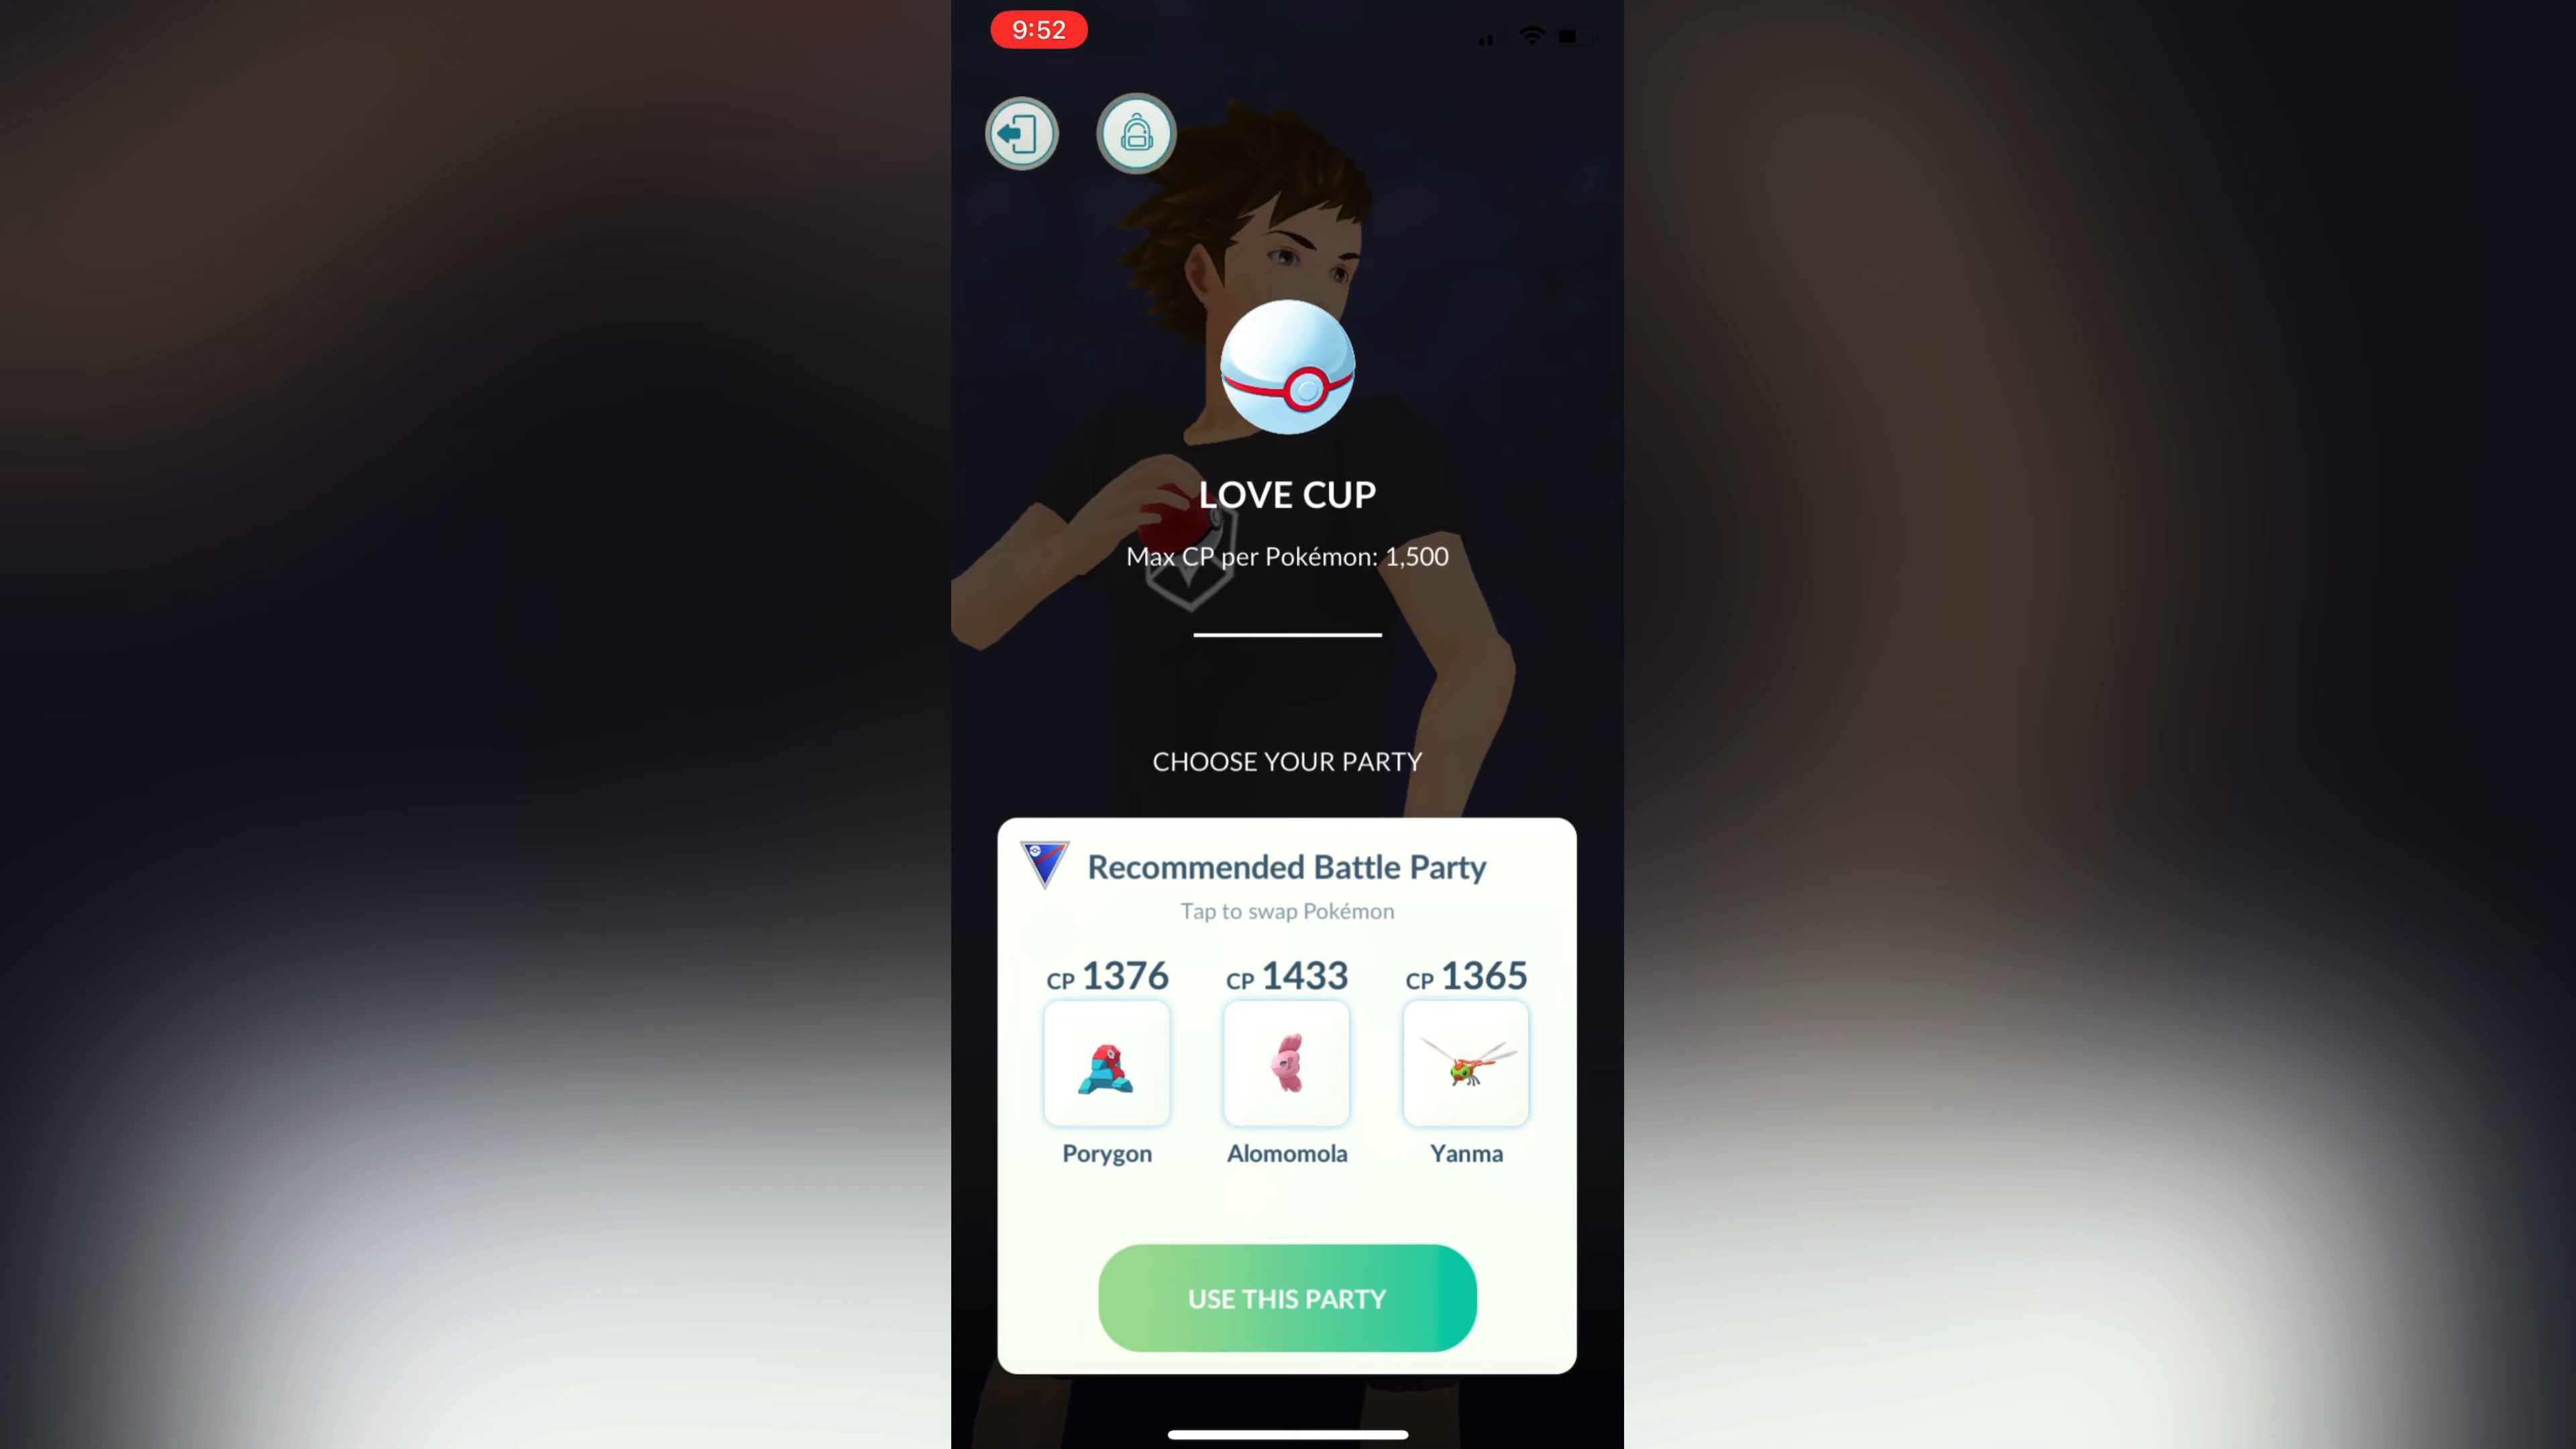 9:52
LOVE CUP
Max CP per Pokémon: 1,500
CHOOSE YOUR PARTY
Recommended Battle Party
Tap to swap Pokémon
CP 1376 CP 1433 CP 1365
Porygon Alomomola Yanma
USE THIS PARTY